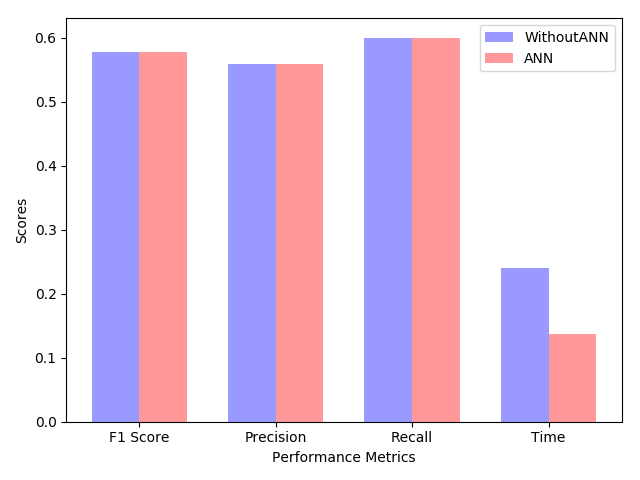 WithoutANN
ANN
Scores
0.6
0.5
0.4
0.3
0.2
0.1
0.0
F1 Score Precision Recall Time
Performance Metrics